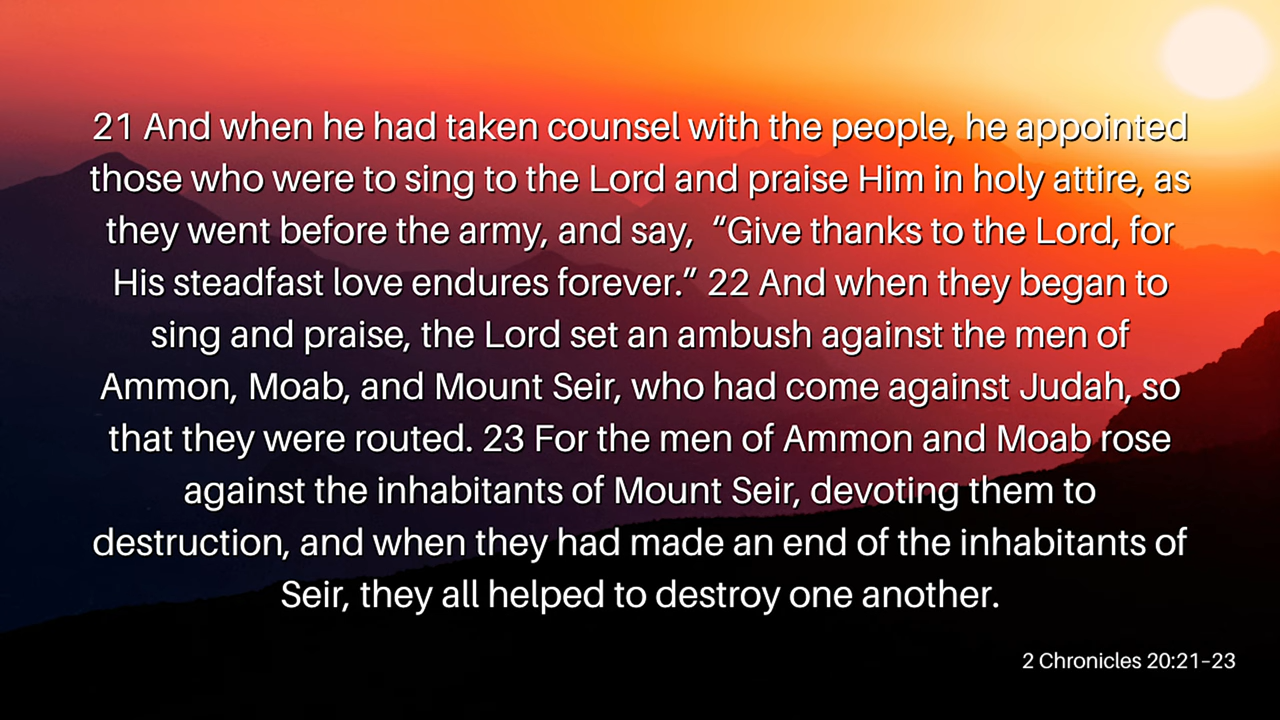 21 And when he had taken counsel with the people, he appointed
those who were to sing to the Lord and praise Him in holy attire, as
they went before the army, and say,  “Give thanks to the Lord, for
His steadfast love endures forever.” 22 And when they began to
sing and praise, the Lord set an ambush against the men of
Ammon, Moab, and Mount Seir, who had come against Judah, so
that they were routed. 23 For the men of Ammon and Moab rose
against the inhabitants of Mount Seir, devoting them to
destruction, and when they had made an end of the inhabitants of
Seir, they all helped to destroy one another.
2 Chronicles 20:21–23